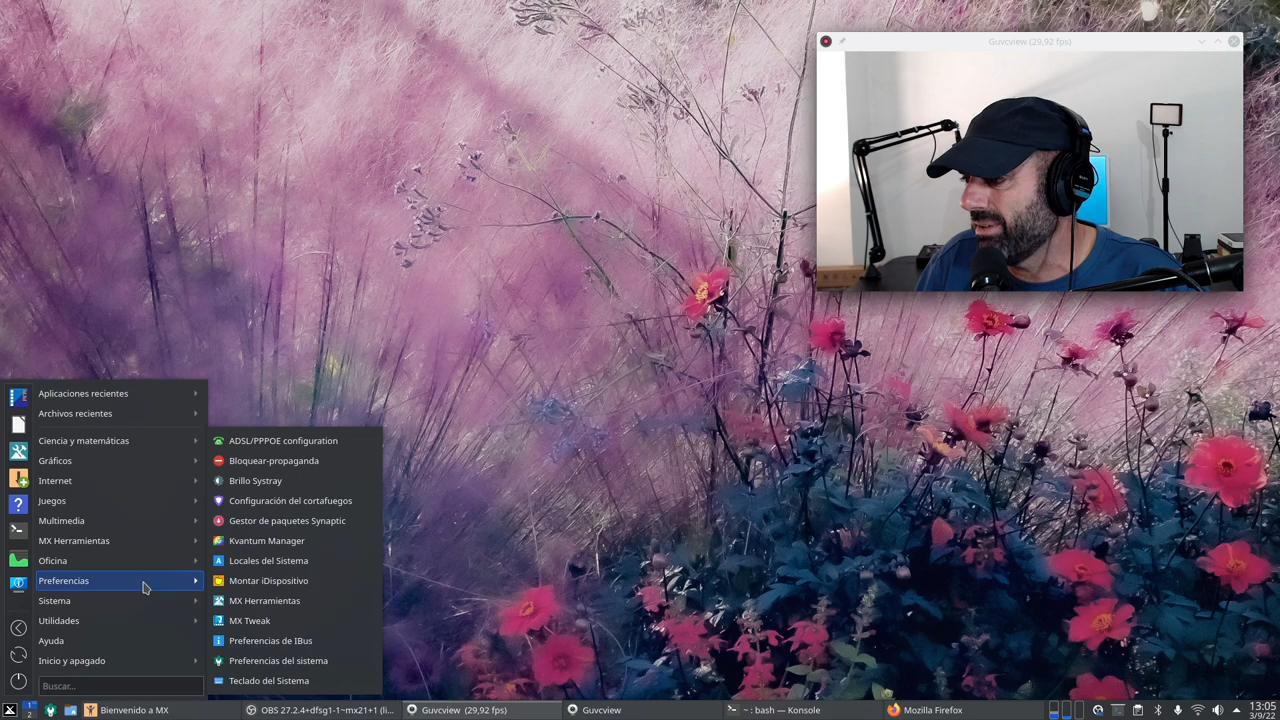 Guvcview (29,92 fps)
Aplicaciones recientes
Archivos recientes
Ciencia y matemáticas
Gráficos
Internet
Juegos
Multimedia
MX Herramientas
Oficina
Preferencias
Sistema
Utilidades
Ayuda
Inicio y apagado
Buscar...
ADSL/PPPOE configuration
Bloquear-propaganda
Brillo Systray
Configuración del cortafuegos
Gestor de paquetes Synaptic
Kvantum Manager
Locales del Sistema
Montar iDispositivo
MX Herramientas
MX Tweak
Preferencias de IBus
Preferencias del sistema
Teclado del Sistema
1
2
Bienvenido a MX
OBS 27.2.4+dfsg1-1~mx21+1 (li...
Guvcview (29,92 fps)
Guvcview
~ : bash — Konsole
Mozilla Firefox
13:05
3/9/22